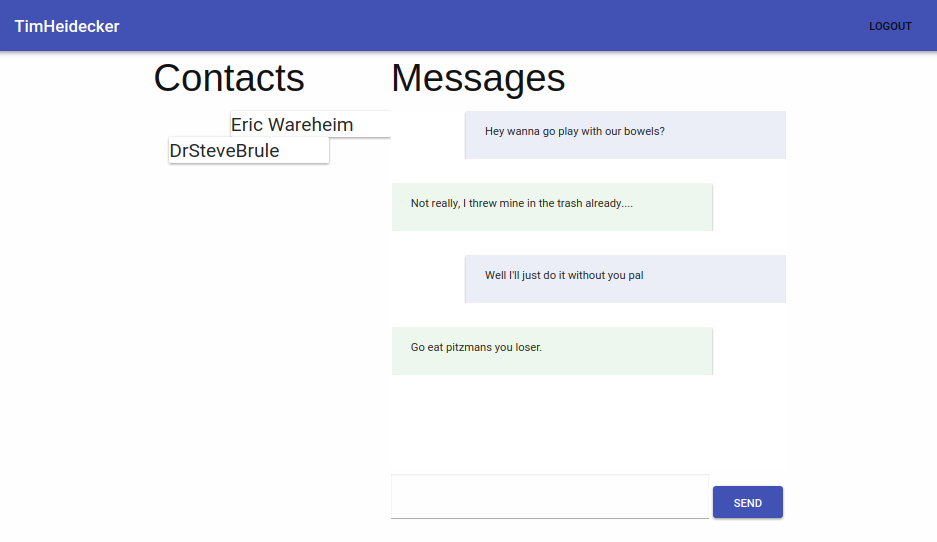 TimHeidecker
LOGOUT
Contacts
Messages
Eric Wareheim
DrSteveBrule
Hey wanna go play with our bowels?
Not really, I threw mine in the trash already....
Well I'll just do it without you pal
Go eat pitzmans you loser.
SEND